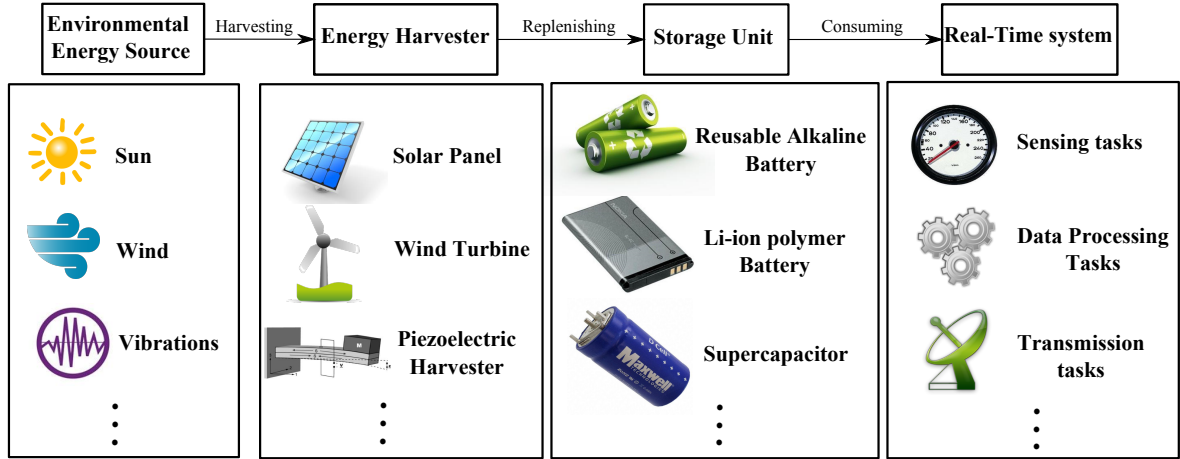 Environmental
Energy Source
Harvesting
Energy Harvester
Replenishing
Storage Unit
Consuming
Real-Time system
Sun
Solar Panel
Reusable Alkaline
Battery
Sensing tasks
Wind
Wind Turbine
NOKIA
Li-ion polymer
Battery
Data Processing
Tasks
Vibrations
M
Piezoelectric
Harvester
D Cell
Maxwell
Supercapacitor
Transmission
tasks